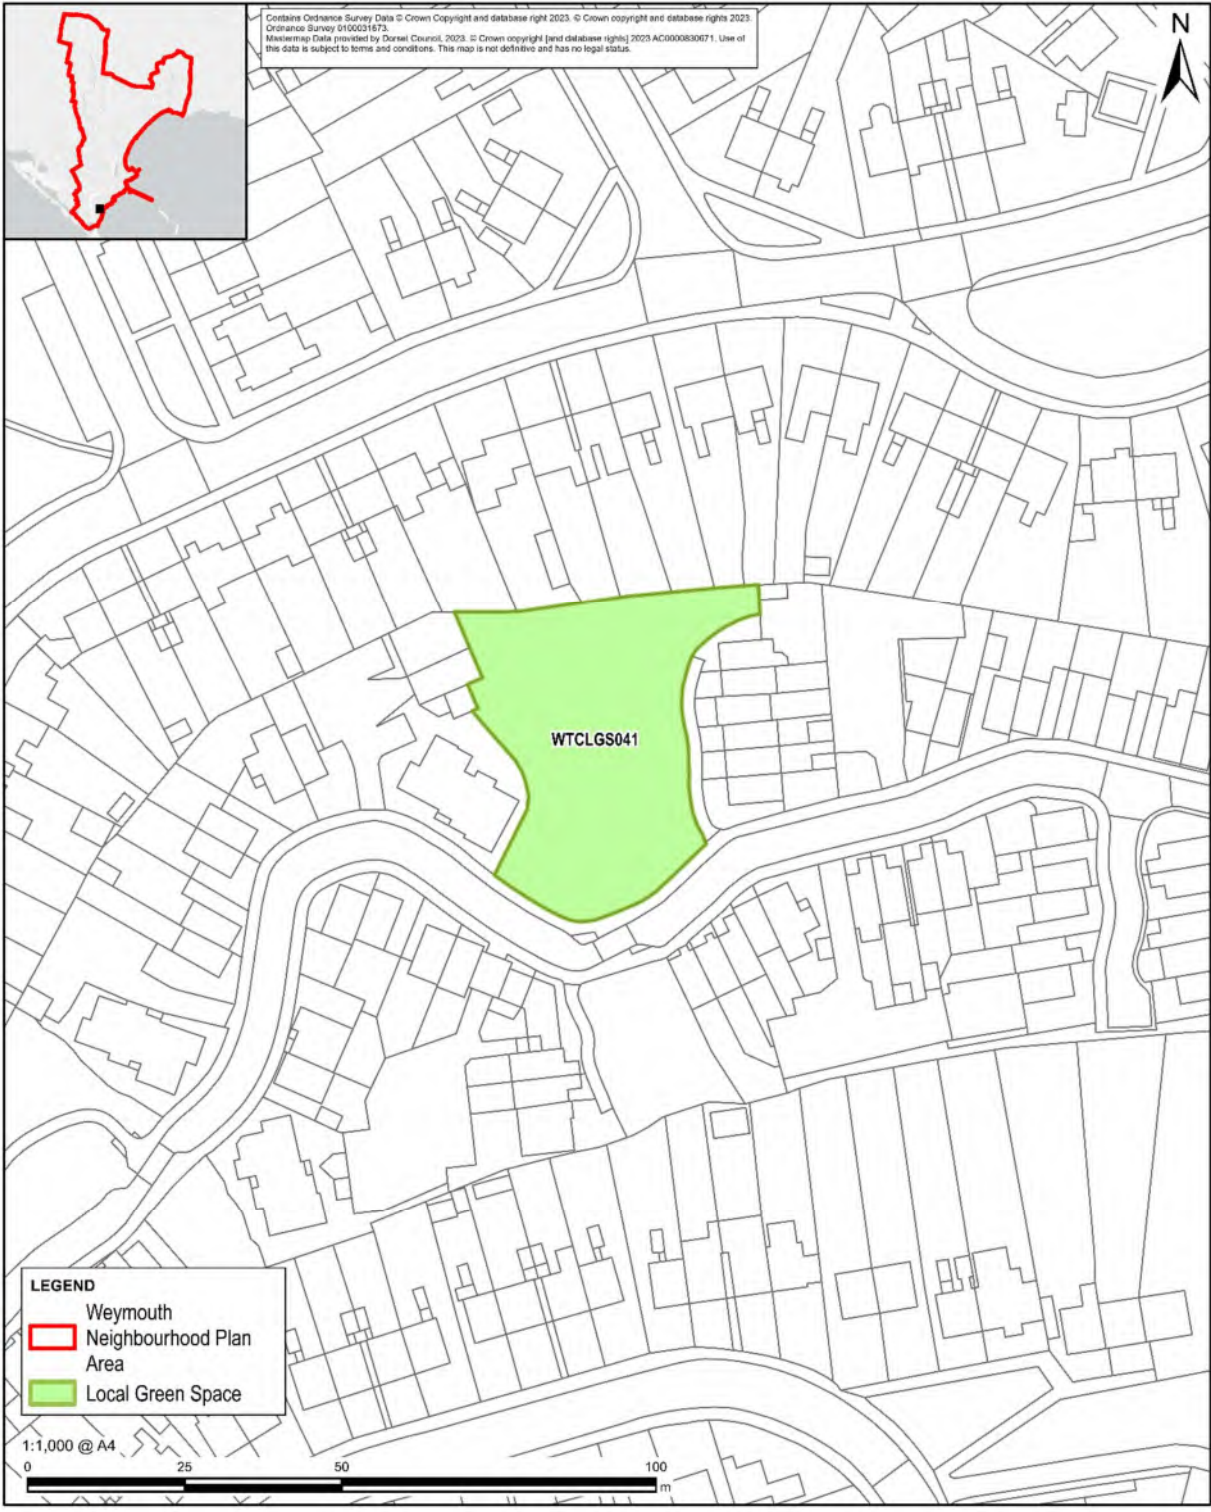 Contains Ordnance Survey Data © Crown Copyright and database right 2023. © Crown copyright and database rights 2023.
Ordnance Survey 0100031673.
Mastermap Data provided by Dorset Council, 2023. © Crown copyright [and database rights] 2023 AC0000830671. Use of
this data is subject to terms and conditions. This map is not definitive and has no legal status.
N
WTCLGS041
LEGEND
Weymouth
Neighbourhood Plan
Area
Local Green Space
1:1,000 @ A4
0 25 50 100
m